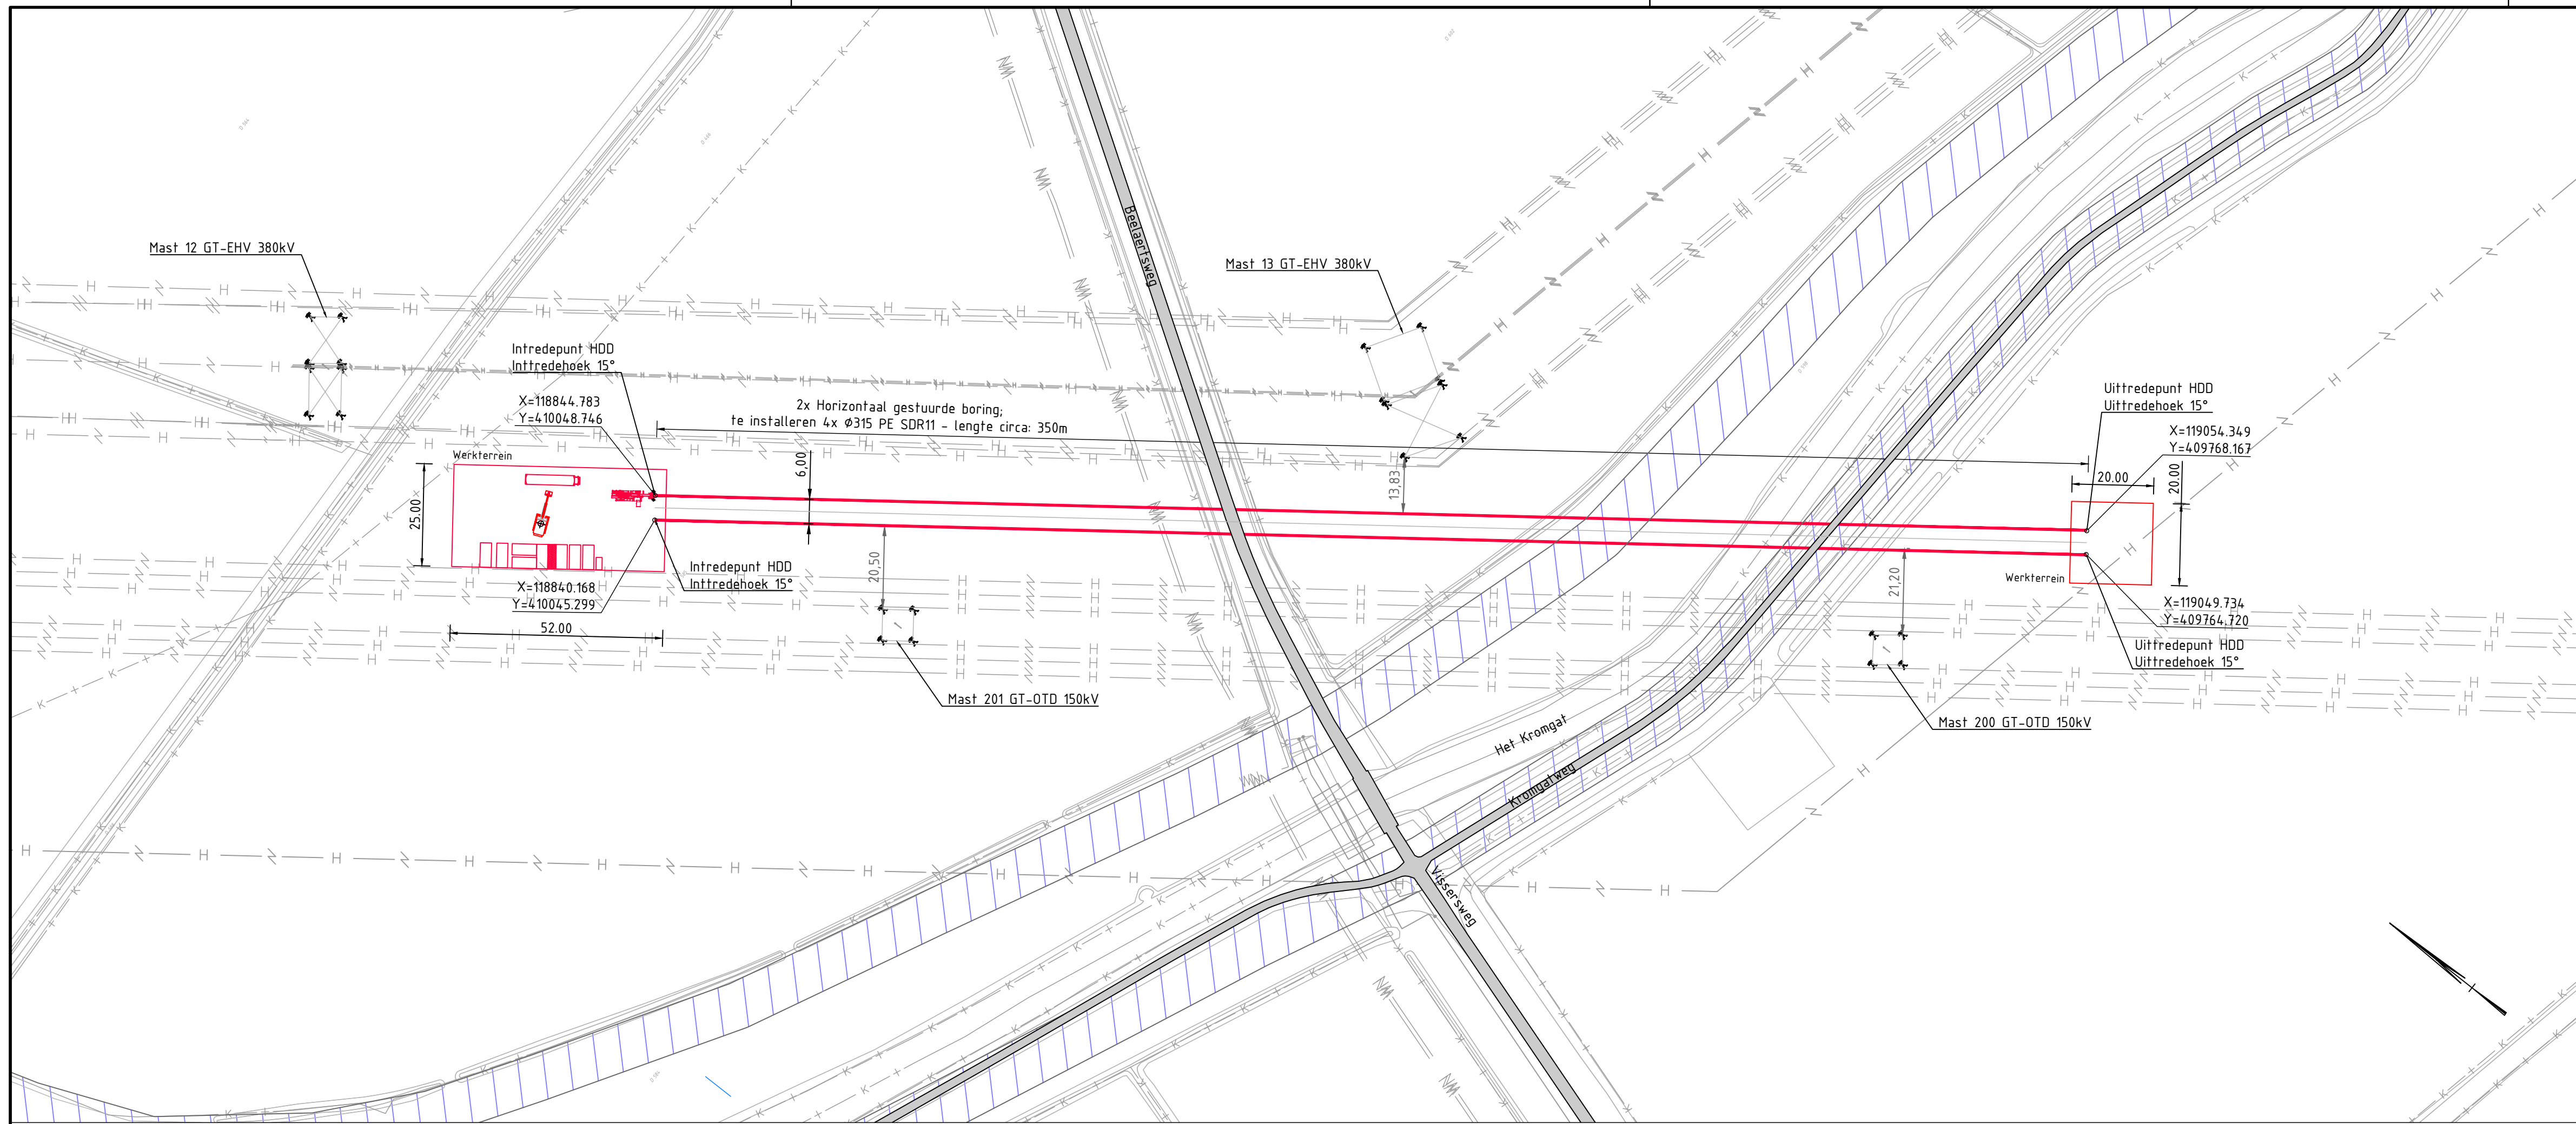 Mast 12 GT-EHV 380kV
Beelaertsweg
Mast 13 GT-EHV 380kV
Intredepunt HDD
Inttredehoek 15°
X=118844.783
Y=410048.746
2x Horizontaal gestuurde boring;
te installeren 4x Ø315 PE SDR11 - lengte circa: 350m
Uittredepunt HDD
Uittredehoek 15°
X=119054.349
Y=409768.167
Werkterrein
6,00
13,83
20.00
20.00
25.00
20,50
Intredepunt HDD
Inttredehoek 15°
X=118840.168
Y=410045.299
52.00
21,20
Werkterrein
X=119049.734
Y=409764.720
Uittredepunt HDD
Uittredehoek 15°
Mast 201 GT-OTD 150kV
Mast 200 GT-OTD 150kV
Het Kromgat
Kromgatweg
Vissersweg